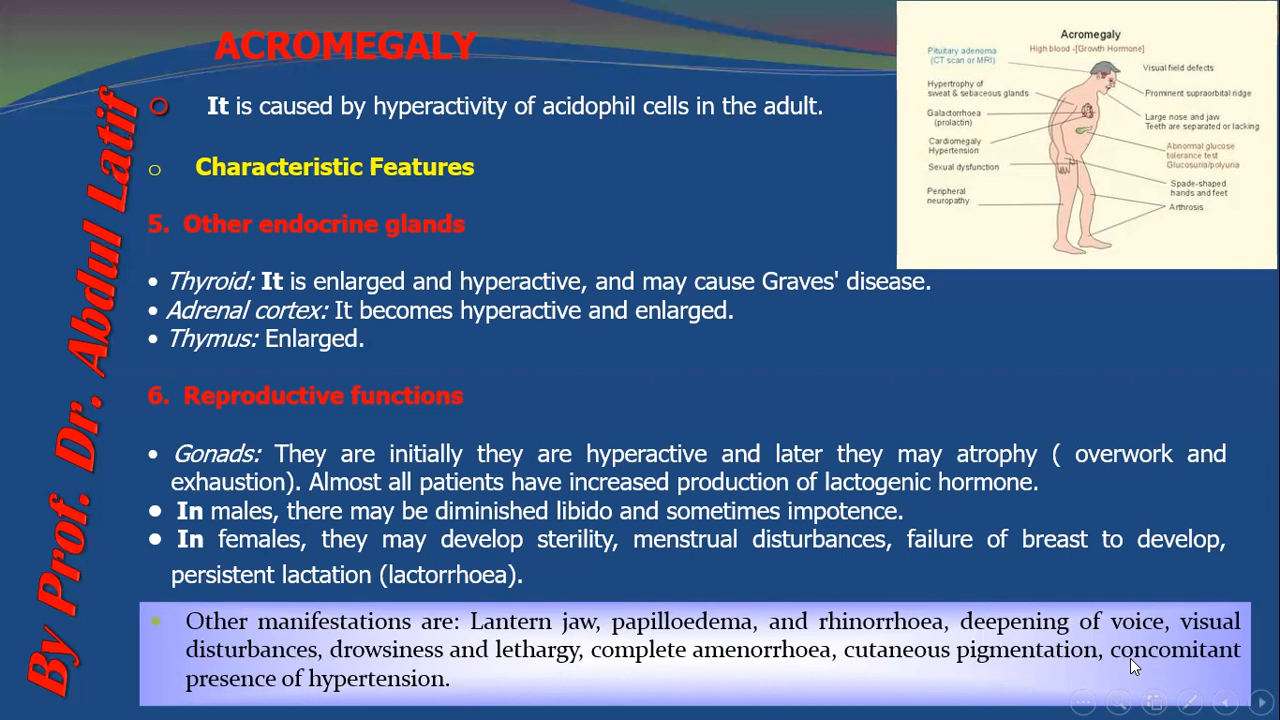 ACROMEGALY
By Prof. Dr. Abdul Latif
It is caused by hyperactivity of acidophil cells in the adult.
Characteristic Features
5. Other endocrine glands
• Thyroid: It is enlarged and hyperactive, and may cause Graves' disease.
• Adrenal cortex: It becomes hyperactive and enlarged.
• Thymus: Enlarged.
6. Reproductive functions
• Gonads: They are initially they are hyperactive and later they may atrophy ( overwork and
exhaustion). Almost all patients have increased production of lactogenic hormone.
• In males, there may be diminished libido and sometimes impotence.
• In females, they may develop sterility, menstrual disturbances, failure of breast to develop,
persistent lactation (lactorrhoea).
• Other manifestations are: Lantern jaw, papilloedema, and rhinorrhoea, deepening of voice, visual
disturbances, drowsiness and lethargy, complete amenorrhoea, cutaneous pigmentation, concomitant
presence of hypertension.
Acromegaly
High blood -[Growth Hormone]
Pituitary adenoma
(CT scan or MRI)
Hypertrophy of
sweat & sebaceous glands
Galactorrhoea
(prolactin)
Cardiomegaly
Hypertension
Sexual dysfunction
Peripheral
neuropathy
Visual field defects
Prominent supraorbital ridge
Large nose and jaw
Teeth are separated or lacking
Abnormal glucose
tolerance test
Glucosuria/polyuria
Spade-shaped
hands and feet
Arthrosis